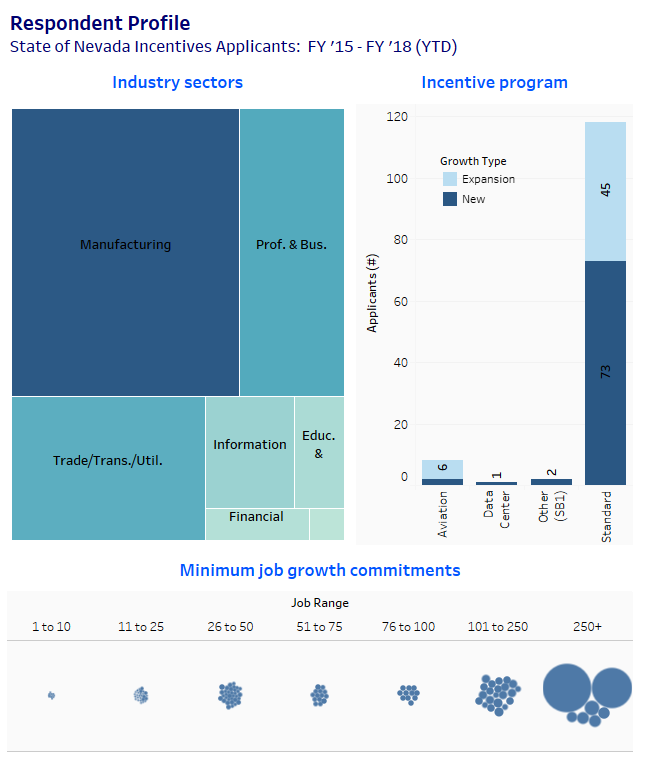 Respondent Profile
State of Nevada Incentives Applicants: FY ’15 - FY ’18 (YTD)
Industry sectors
Manufacturing
Prof. & Bus.
Trade/Trans./Util.
Information
Educ.
&
Financial
Incentive program
120
100
80
60
40
20
0
Applicants (#)
Growth Type
Expansion
New
6
1
2
45
73
Aviation
Data
Center
Other
(SB1)
Standard
Minimum job growth commitments
Job Range
1 to 10 11 to 25 26 to 50 51 to 75 76 to 100 101 to 250 250+